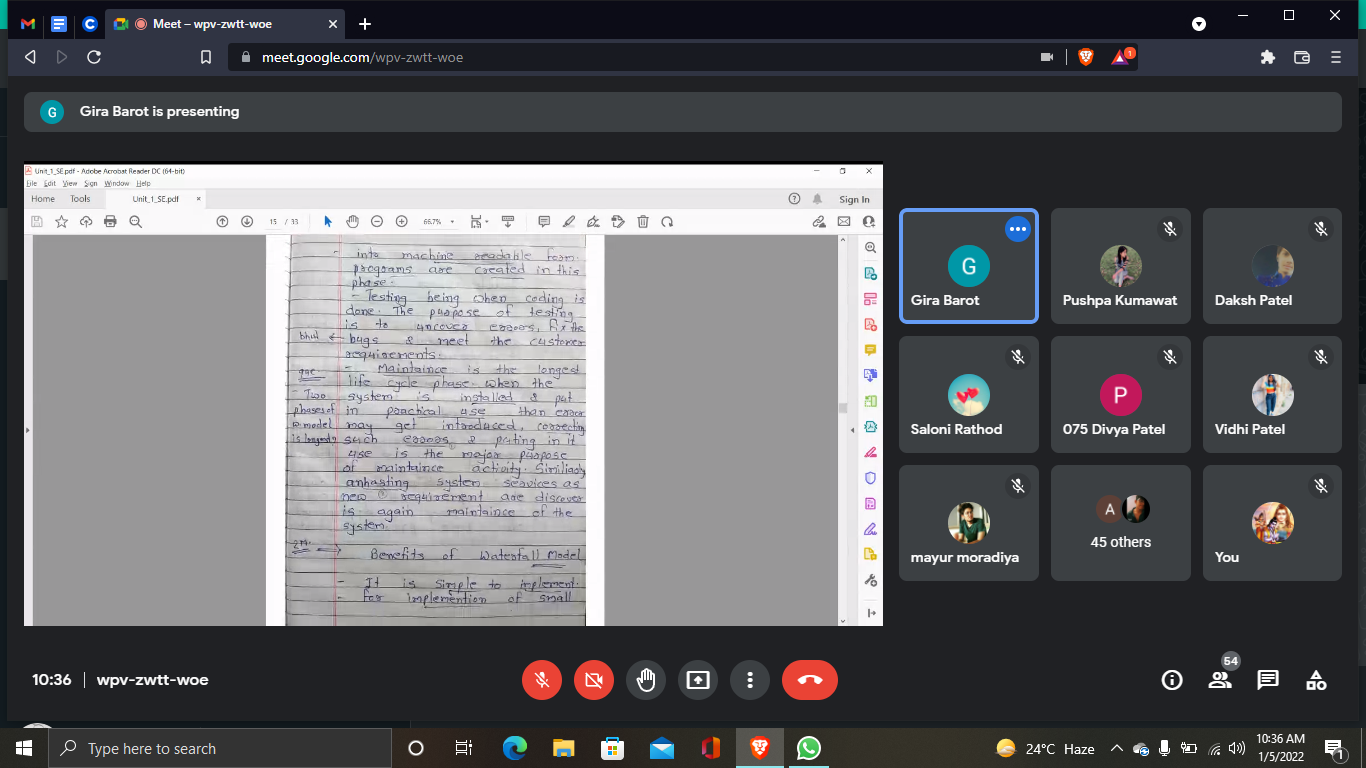 Meet – wpv-zwtt-woe
meet.google.com/wpv-zwtt-woe
1
G Gira Barot is presenting
Unit_1_SE.pdf - Adobe Acrobat Reader DC (64-bit)
File Edit View Sign Window Help
Home Tools Unit_1_SE.pdf Sign In
15 / 33 66.7%
- into machine readable form.
programs are created in this
phase.
- Testing being when coding is
done. The purpose of testing
is to uncover errors, fix the
bugs & meet the customer
requirements.
- Maintaince is the longest
life cycle phase. when the
- Two system is installed & put
phases of in practical use than error
model may get introduced, correcting
is longest? such errors & puting in it
use is the major purpose
of maintaince activity. Similiarly
anhasting system services as
new requirement are discover
is again maintaince of the
system.
Benefits of Waterfall Model
- It is simple to implement.
- for implemention of small
G
Gira Barot
Pushpa Kumawat
Daksh Patel
Saloni Rathod
P
075 Divya Patel
Vidhi Patel
mayur moradiya
A
45 others
You
10:36 | wpv-zwtt-woe
54
Type here to search
24°C Haze
10:36 AM
1/5/2022
1